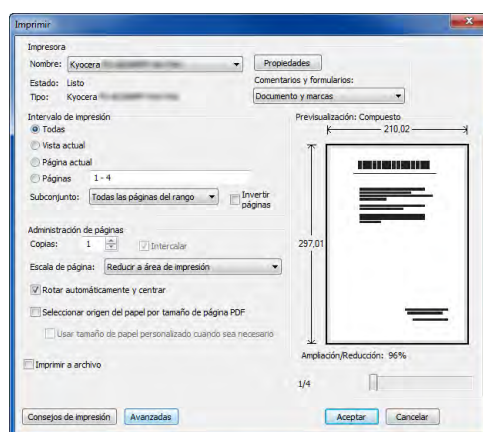 Imprimir
Impresora
Nombre: Kyocera
Propiedades
Estado: Listo
Comentarios y formularios:
Tipo: Kyocera
Documento y marcas
Intervalo de impresión
Todas
Vista actual
Página actual
Páginas 1 - 4
Subconjunto: Todas las páginas del rango
Invertir páginas
Previsualización: Compuesto
210,02
297,01
Administración de páginas
Copias: 1
Intercalar
Escala de página: Reducir a área de impresión
Rotar automáticamente y centrar
Seleccionar origen del papel por tamaño de página PDF
Usar tamaño de papel personalizado cuando sea necesario
Imprimir a archivo
Ampliación/Reducción: 96%
1/4
Consejos de impresión
Avanzadas
Aceptar
Cancelar